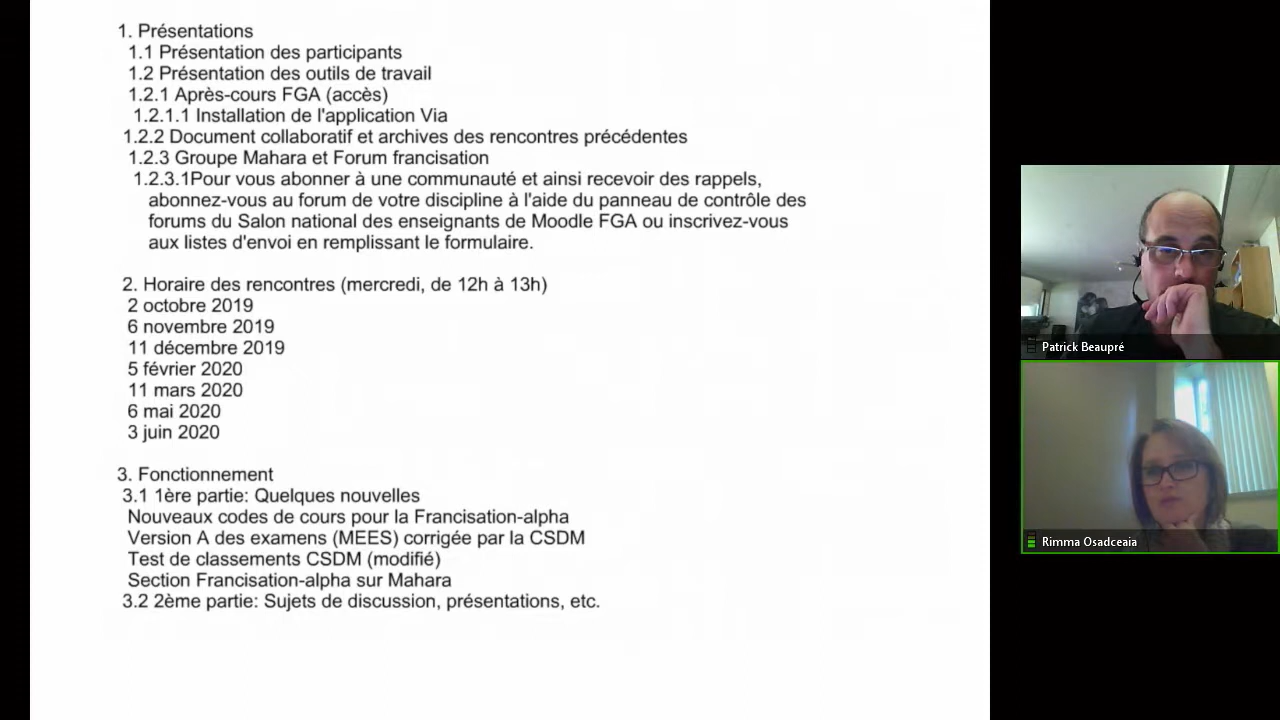 1. Présentations
1.1 Présentation des participants
1.2 Présentation des outils de travail
1.2.1 Après-cours FGA (accès)
1.2.1.1 Installation de l'application Via
1.2.2 Document collaboratif et archives des rencontres précédentes
1.2.3 Groupe Mahara et Forum francisation
1.2.3.1Pour vous abonner à une communauté et ainsi recevoir des rappels,
abonnez-vous au forum de votre discipline à l'aide du panneau de contrôle des
forums du Salon national des enseignants de Moodle FGA ou inscrivez-vous
aux listes d'envoi en remplissant le formulaire.
2. Horaire des rencontres (mercredi, de 12h à 13h)
2 octobre 2019
6 novembre 2019
11 décembre 2019
5 février 2020
11 mars 2020
6 mai 2020
3 juin 2020
3. Fonctionnement
3.1 1ère partie: Quelques nouvelles
Nouveaux codes de cours pour la Francisation-alpha
Version A des examens (MEES) corrigée par la CSDM
Test de classements CSDM (modifié)
Section Francisation-alpha sur Mahara
3.2 2ème partie: Sujets de discussion, présentations, etc.
Patrick Beaupré
Rimma Osadceaia